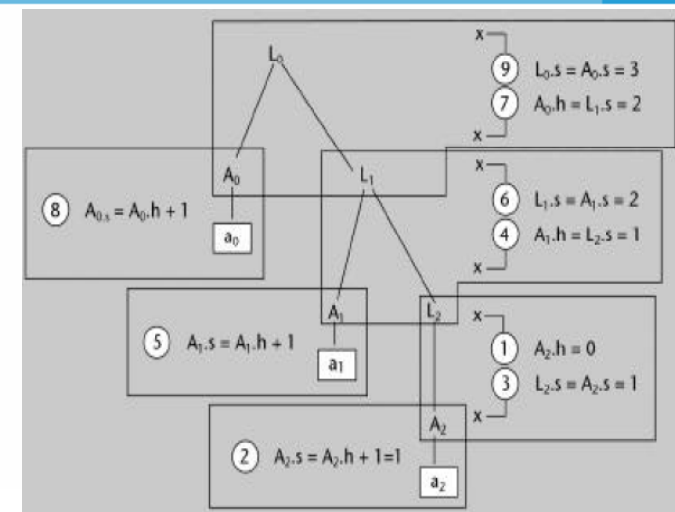 L₀
x
9 L₀.s = A₀.s = 3
7 A₀.h = L₁.s = 2
x
A₀
L₁
x
8 A₀.s = A₀.h + 1
a₀
6 L₁.s = A₁.s = 2
4 A₁.h = L₂.s = 1
x
A₁
L₂
x
5 A₁.s = A₁.h + 1
a₁
1 A₂.h = 0
3 L₂.s = A₂.s = 1
A₂
x
2 A₂.s = A₂.h + 1=1
a₂